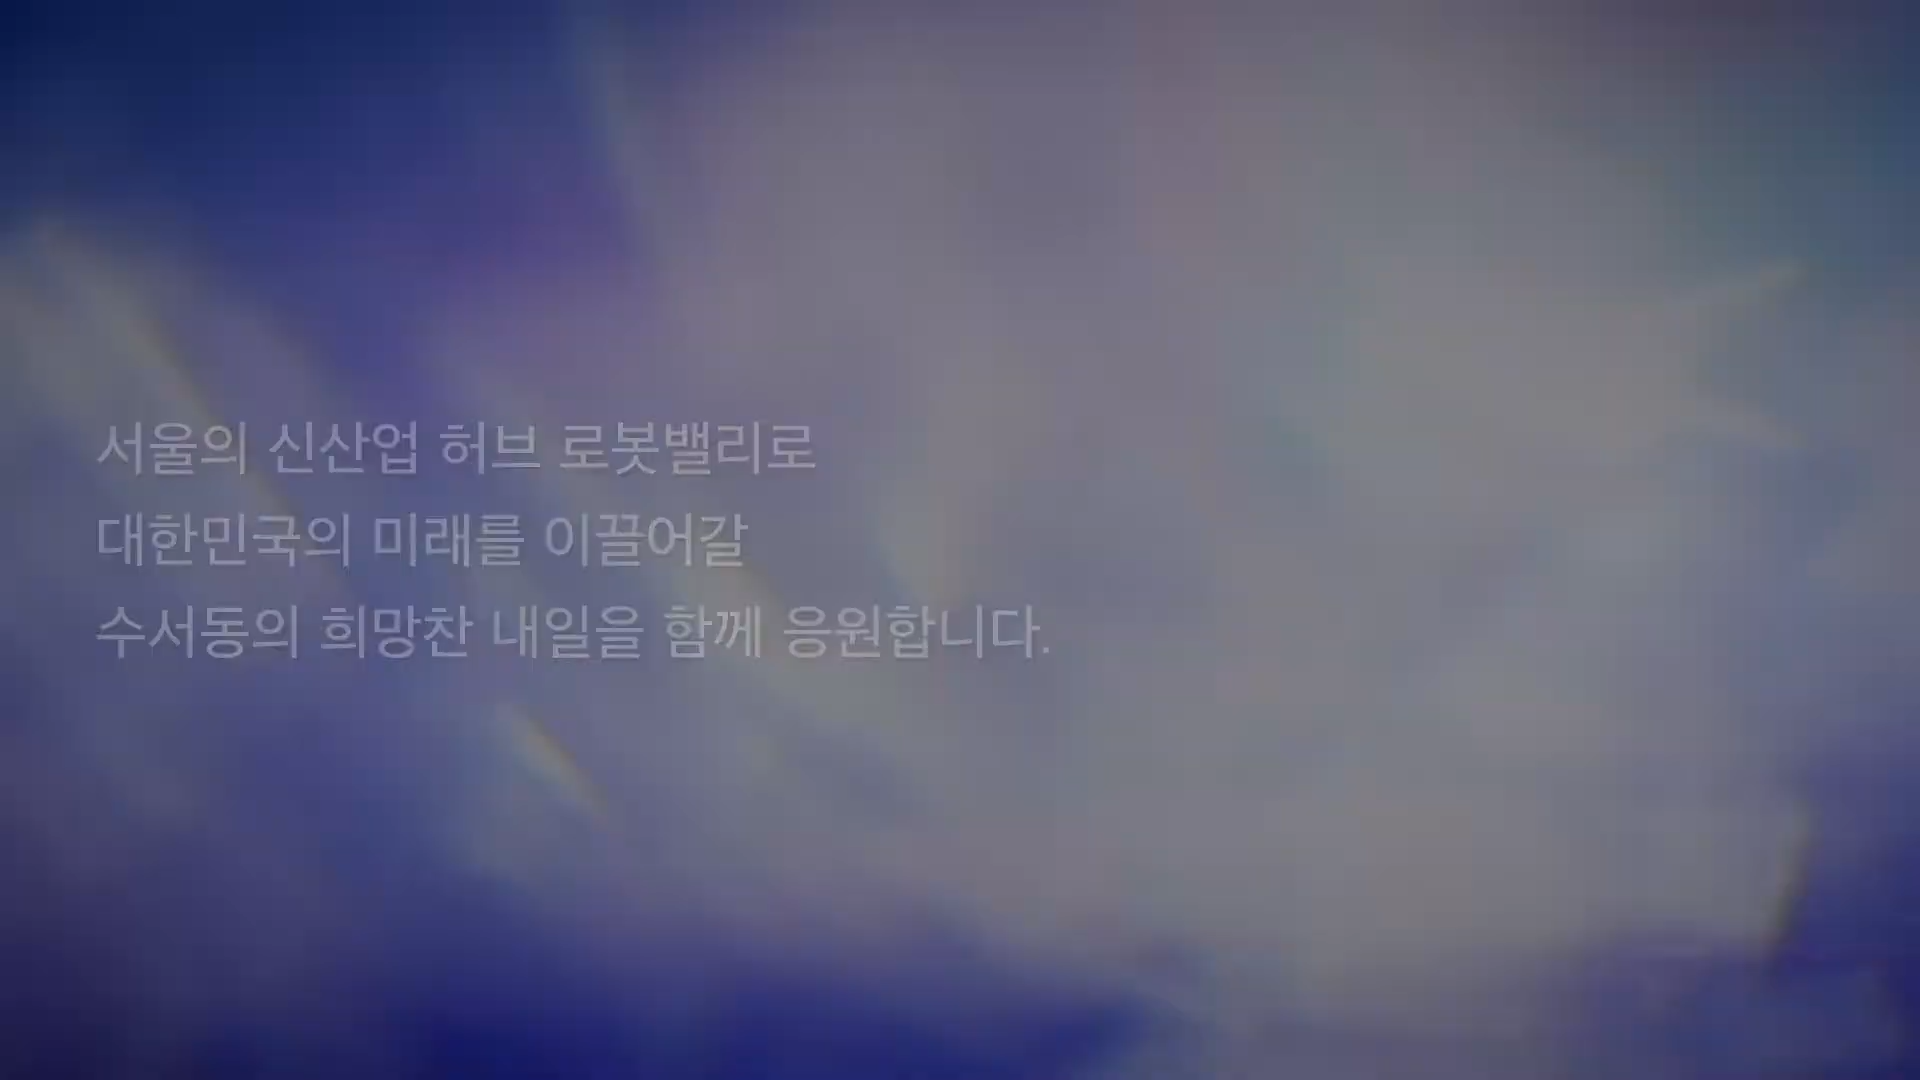 서울의 신산업 허브 로봇밸리로
대한민국의 미래를 이끌어갈
수서동의 희망찬 내일을 함께 응원합니다.